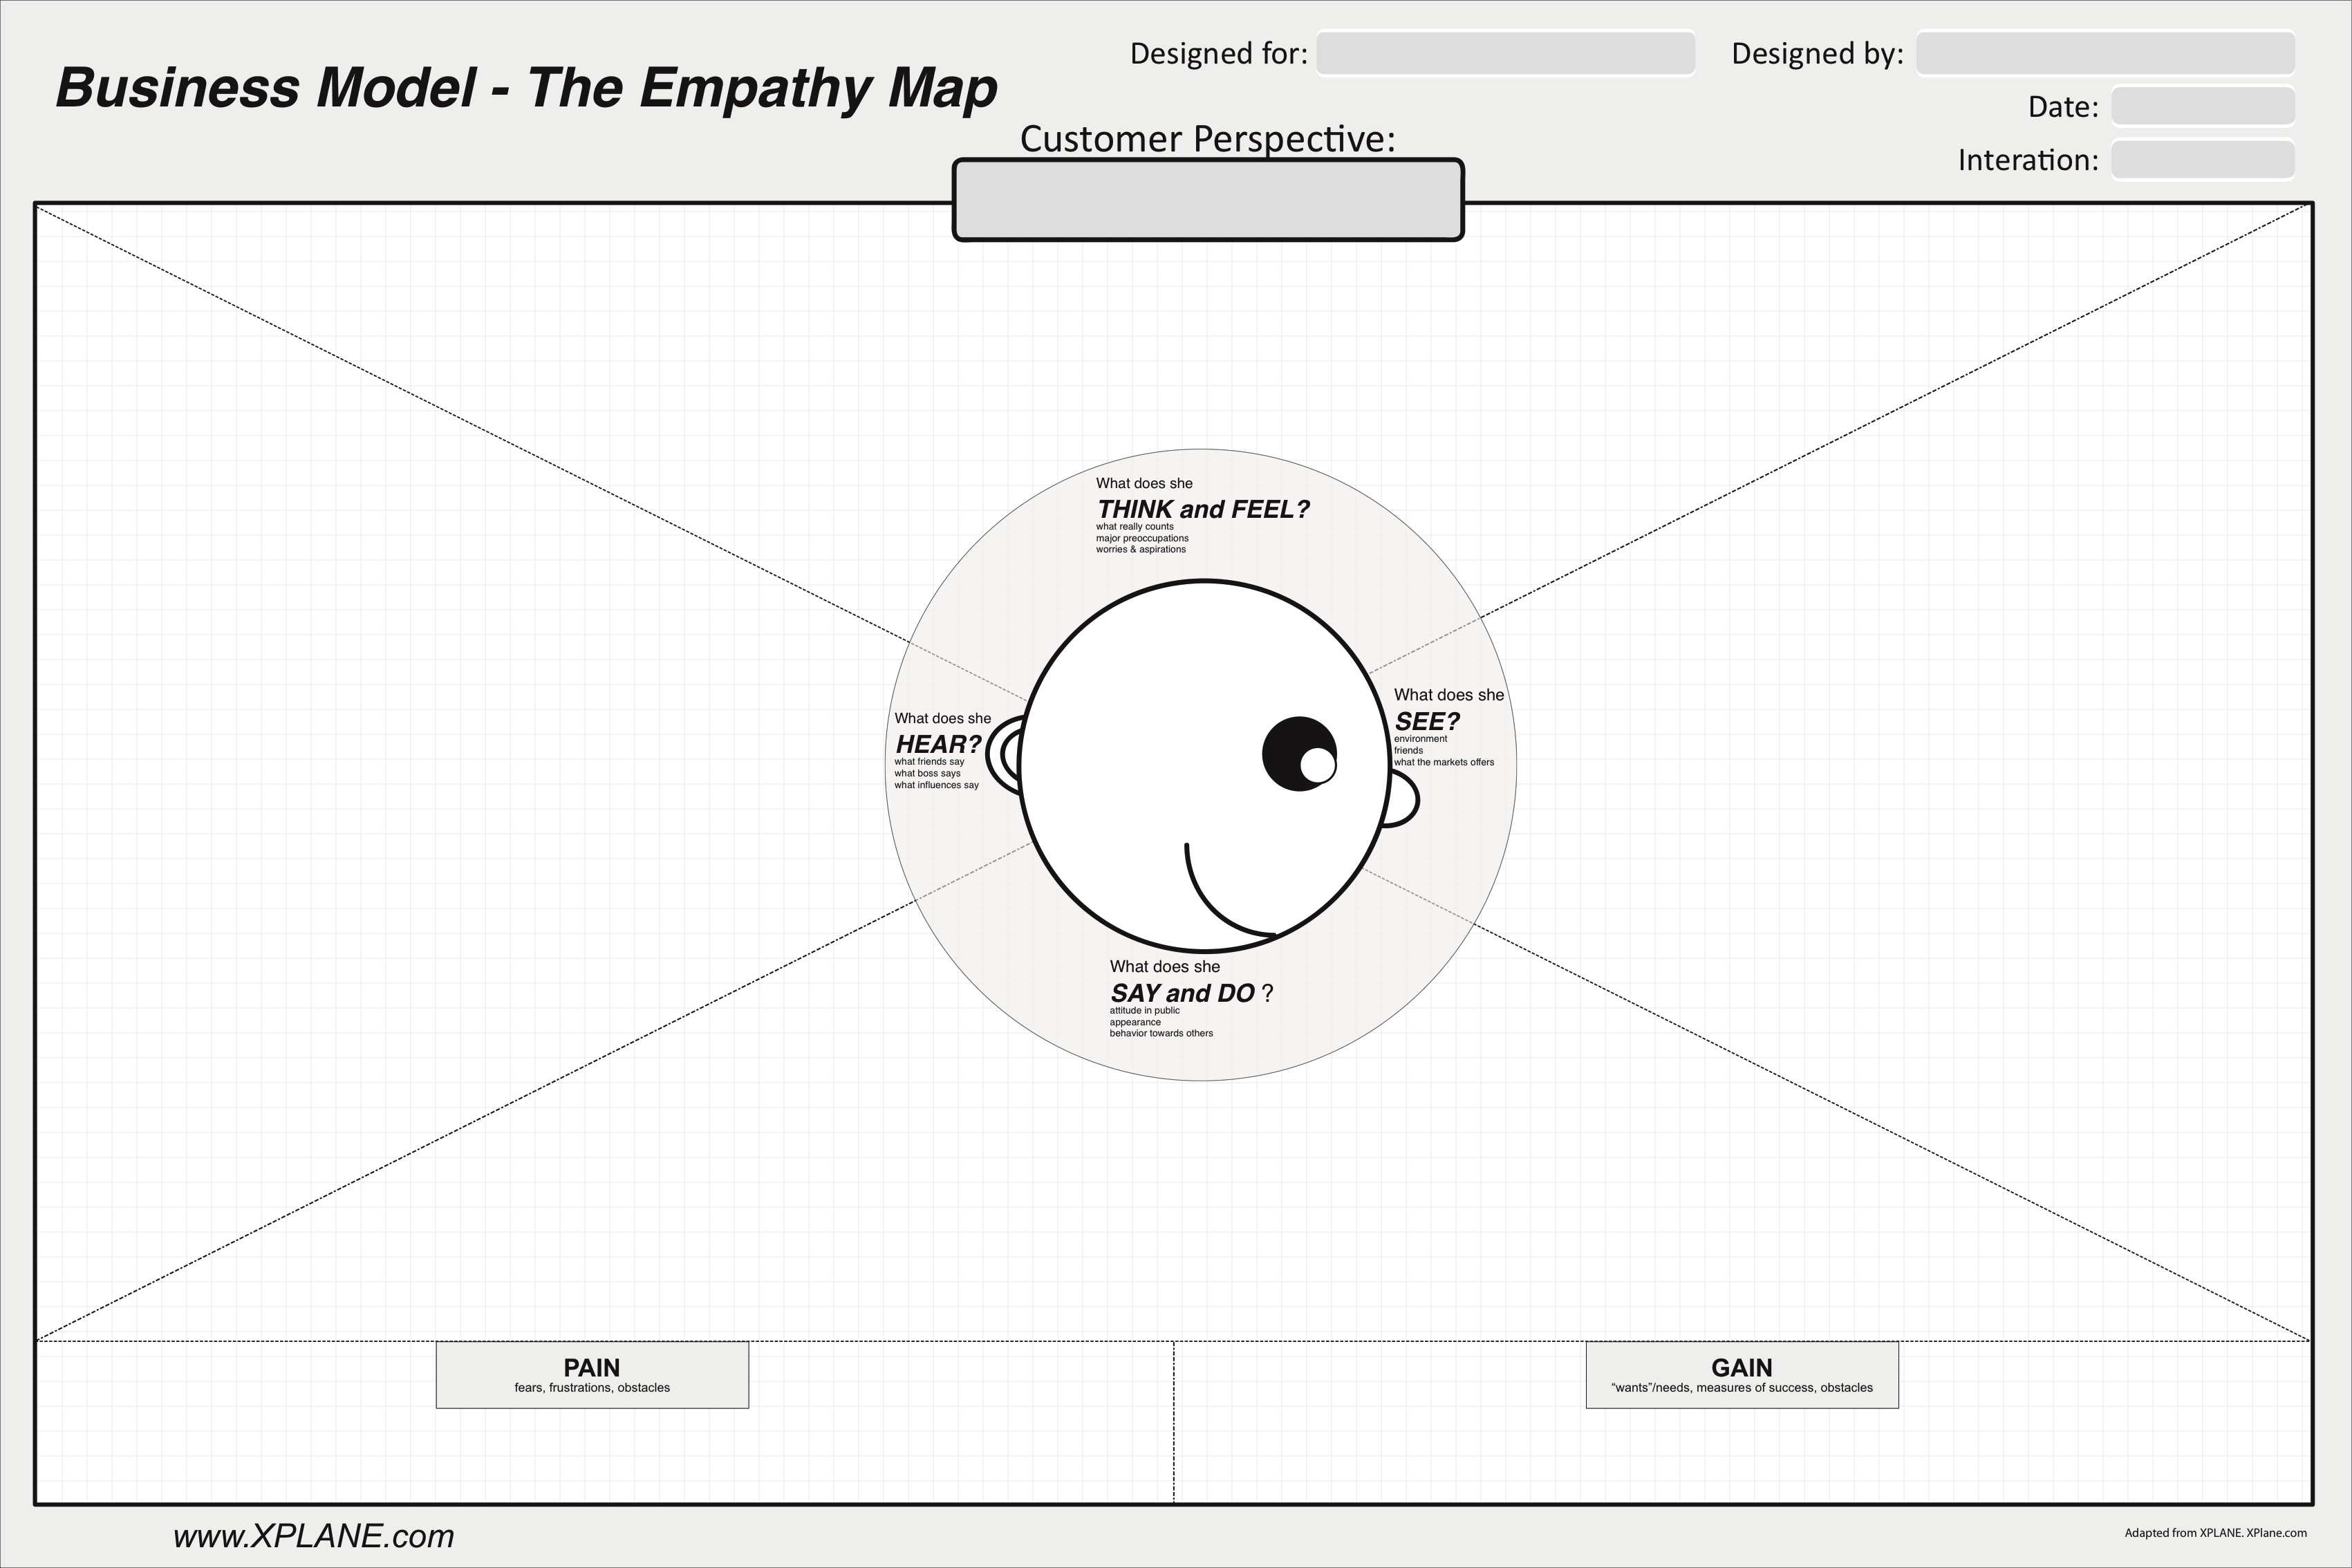 Business Model - The Empathy Map
Designed for:
Designed by:
Date:
Interation:
Customer Perspective:
What does she
THINK and FEEL?
what really counts
major preoccupations
worries & aspirations
What does she
HEAR?
what friends say
what boss says
what influences say
What does she
SEE?
environment
friends
what the markets offers
What does she
SAY and DO ?
attitude in public
appearance
behavior towards others
PAIN
fears, frustrations, obstacles
GAIN
“wants”/needs, measures of success, obstacles
www.XPLANE.com
Adapted from XPLANE. XPlane.com